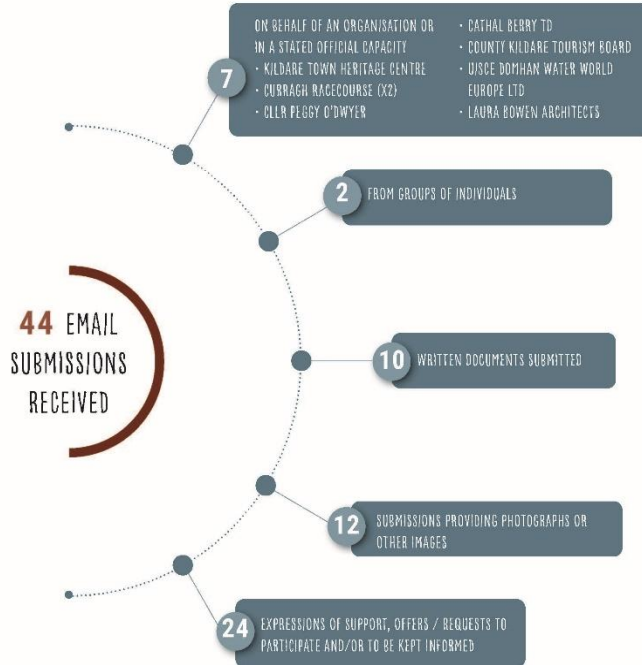 44 EMAIL
SUBMISSIONS
RECEIVED
7
ON BEHALF OF AN ORGANISATION OR
IN A STATED OFFICIAL CAPACITY
· KILDARE TOWN HERITAGE CENTRE
· CURRAGH RACECOURSE (X2)
· CLLR PEGGY O'DWYER
· CATHAL BERRY TD
· COUNTY KILDARE TOURISM BOARD
· UISCE DOMHAN WATER WORLD
EUROPE LTD
· LAURA BOWEN ARCHITECTS
2
FROM GROUPS OF INDIVIDUALS
10
WRITTEN DOCUMENTS SUBMITTED
12
SUBMISSIONS PROVIDING PHOTOGRAPHS OR
OTHER IMAGES
24
EXPRESSIONS OF SUPPORT, OFFERS / REQUESTS TO
PARTICIPATE AND/OR TO BE KEPT INFORMED